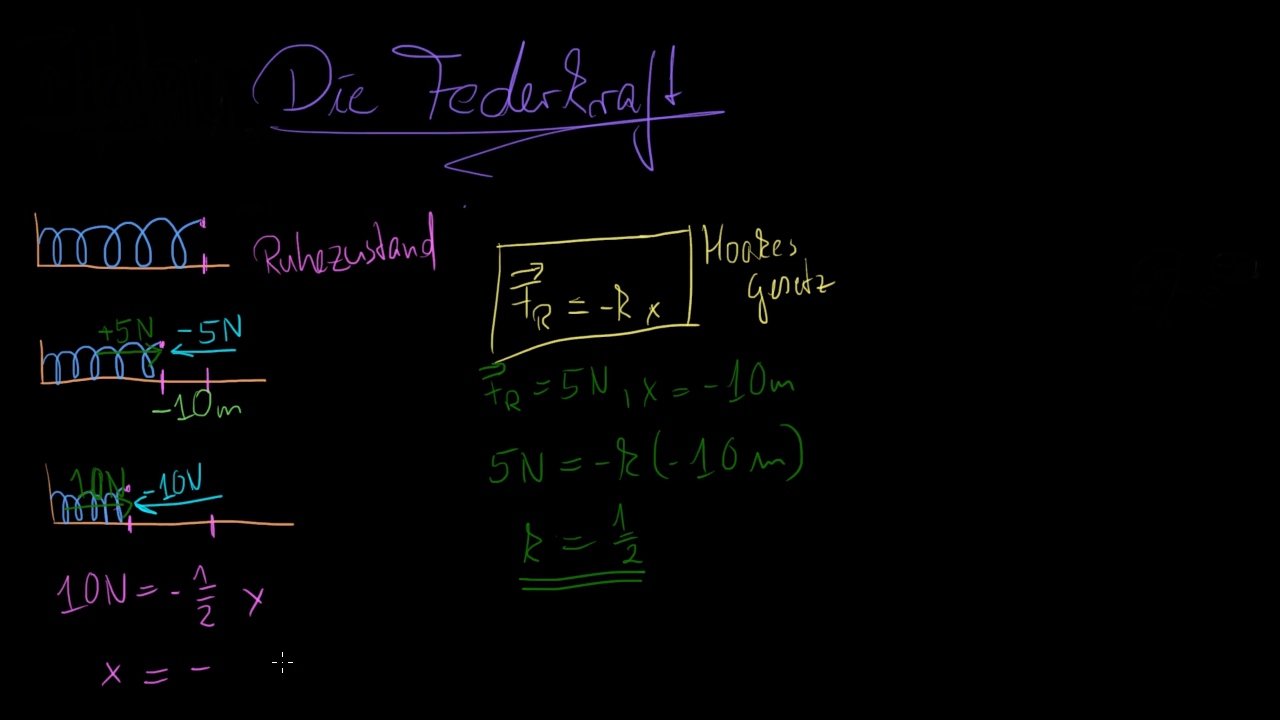 Die Federkraft
Ruhezustand
+5N
-5N
-10m
10N
-10N
10N = - 1/2 x
x = -
F_R = -k x
Hookes
gesetz
F_R = 5N, x = -10m
5N = -k (-10m)
k = 1/2